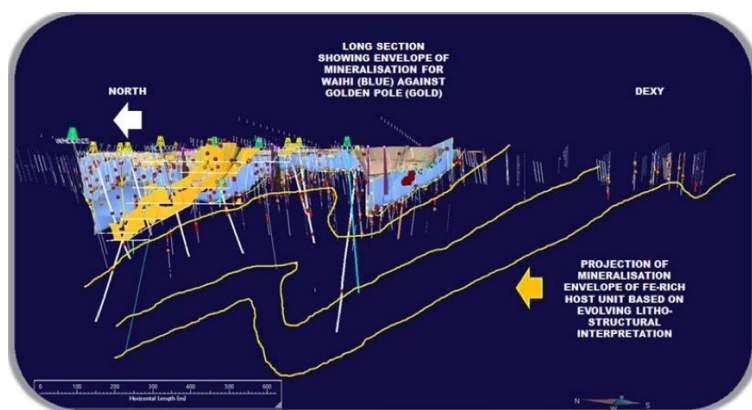 LONG SECTION
SHOWING ENVELOPE OF
MINERALISATION FOR
WAIHI (BLUE) AGAINST
GOLDEN POLE (GOLD)
NORTH
DEXY
PROJECTION OF
MINERALISATION
ENVELOPE OF FE-RICH
HOST UNIT BASED ON
EVOLVING LITHO-
STRUCTURAL
INTERPRETATION
0 100 200 300 400 500 600
Horizontal Length (m)
N E
W S